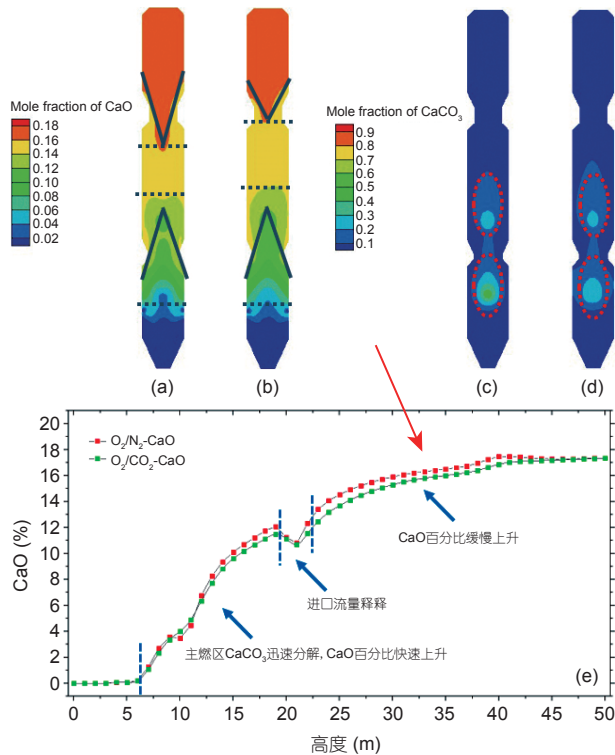 Mole fraction of CaO
0.18
0.16
0.14
0.12
0.10
0.08
0.06
0.04
0.02
Mole fraction of CaCO3
0.9
0.8
0.7
0.6
0.5
0.4
0.3
0.2
0.1
(a)
(b)
(c)
(d)
20
18
16
14
12
10
8
6
4
2
0
CaO (%)
O2/N2-CaO
O2/CO2-CaO
CaO百分比缓慢上升
进口流量释释
主燃区CaCO3迅速分解, CaO百分比快速上升
(e)
0 5 10 15 20 25 30 35 40 45 50
高度 (m)